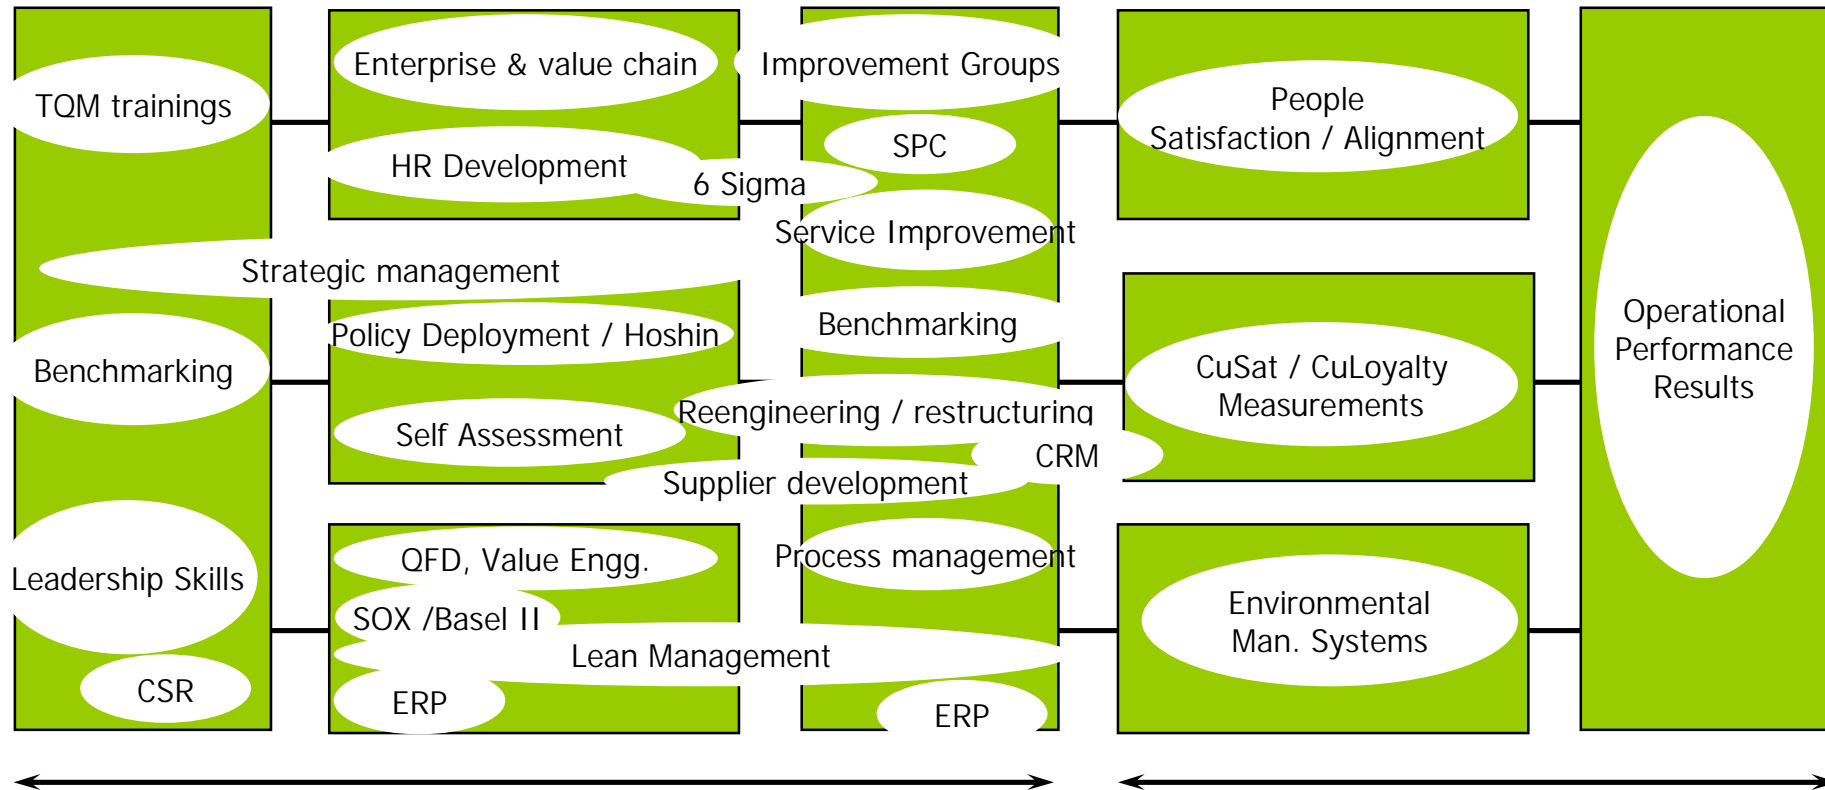 TQM trainings
Benchmarking
Leadership Skills
CSR
Enterprise & value chain
HR Development
6 Sigma
Strategic management
Policy Deployment / Hoshin
Self Assessment
Supplier development
QFD, Value Engg.
SOX /Basel II
Lean Management
ERP
Improvement Groups
SPC
Service Improvement
Benchmarking
Reengineering / restructuring
CRM
Process management
ERP
People
Satisfaction / Alignment
CuSat / CuLoyalty
Measurements
Environmental
Man. Systems
Operational
Performance
Results